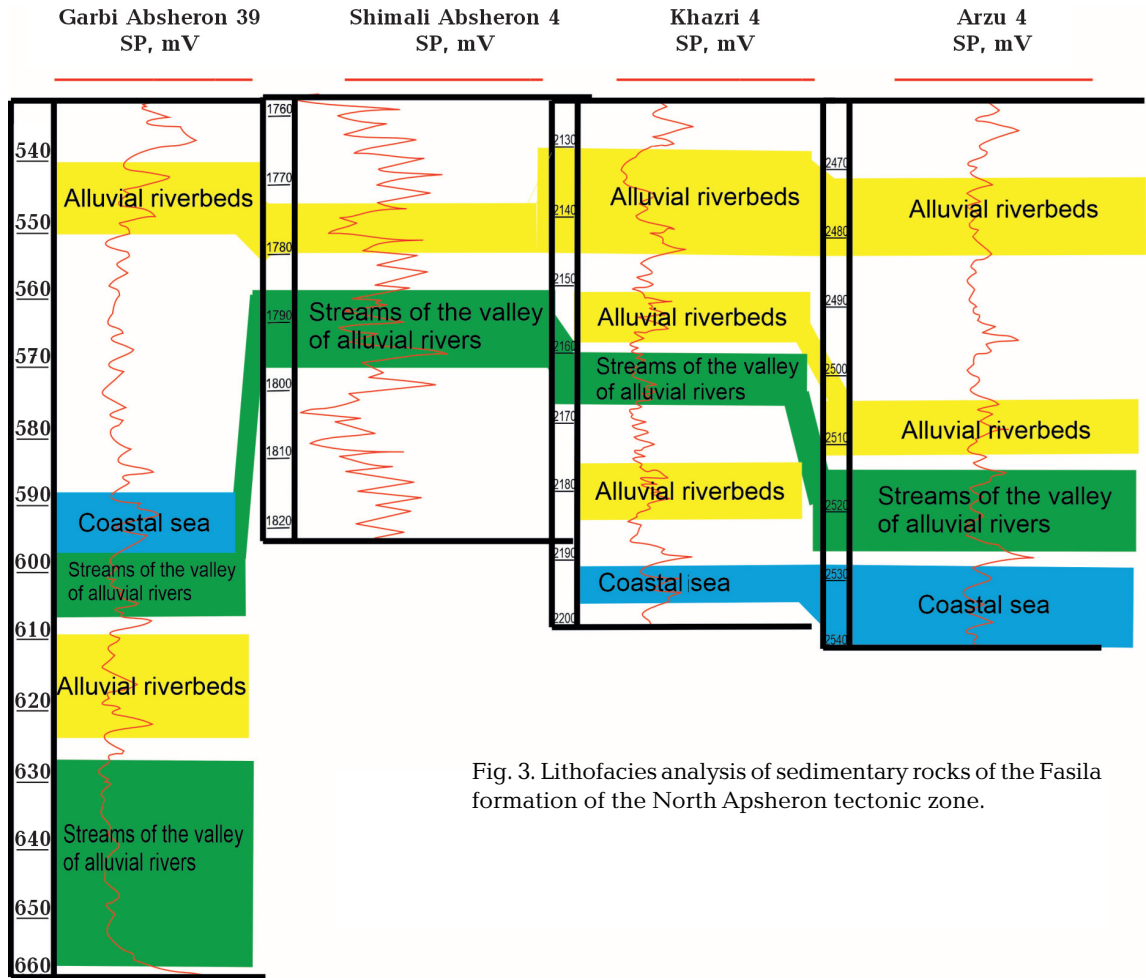 Garbi Absheron 39
SP, mV
Shimali Absheron 4
SP, mV
Khazri 4
SP, mV
Arzu 4
SP, mV
540
550
560
570
580
590
600
610
620
630
640
650
660
Alluvial riverbeds
Coastal sea
Streams of the valley
of alluvial rivers
Alluvial riverbeds
Streams of the valley
of alluvial rivers
1760
1770
1780
1790
1800
1810
1820
Streams of the valley
of alluvial rivers
2130
2140
2150
2160
2170
2180
2190
2200
Alluvial riverbeds
Alluvial riverbeds
Streams of the valley
of alluvial rivers
Alluvial riverbeds
Coastal sea
2470
2480
2490
2500
2510
2520
2530
2540
Alluvial riverbeds
Alluvial riverbeds
Streams of the valley
of alluvial rivers
Coastal sea
Fig. 3. Lithofacies analysis of sedimentary rocks of the Fasila
formation of the North Apsheron tectonic zone.